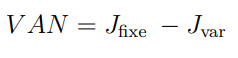 VAN = J_fixe − J_var